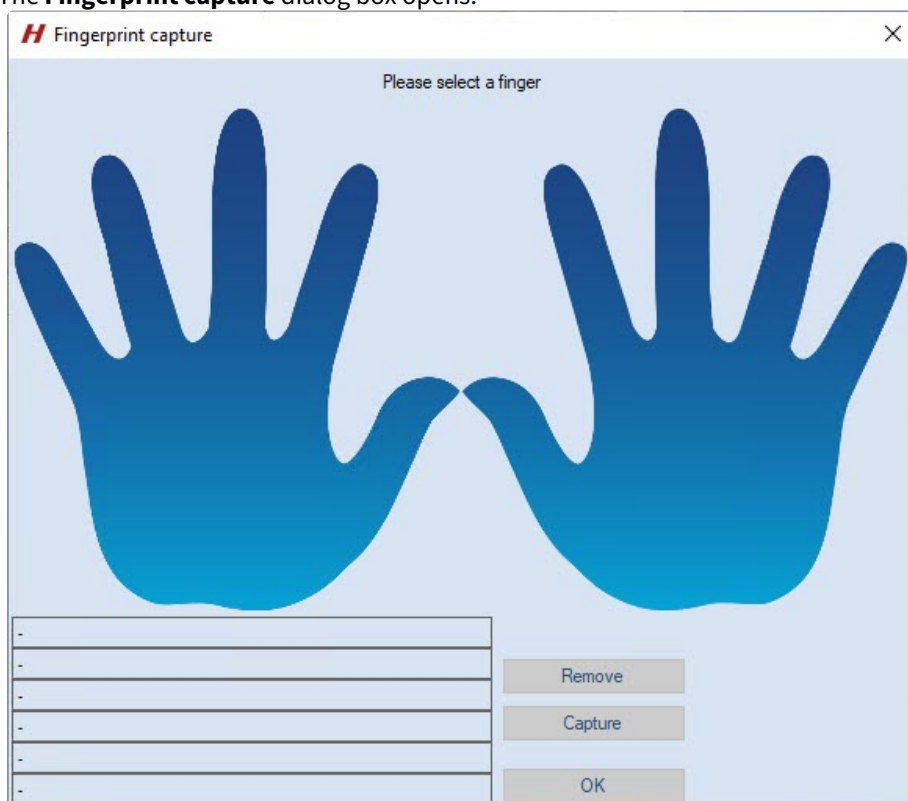 The Fingerprint capture dialog box opens.
H Fingerprint capture
Please select a finger
-
-
-
-
-
-
Remove
Capture
OK